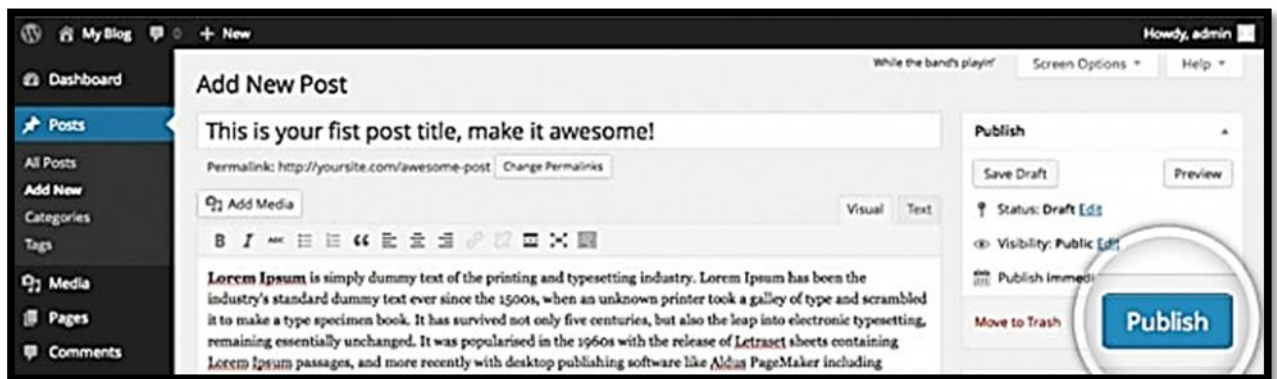 My Blog 0 + New Howdy, admin
Dashboard
Posts
All Posts
Add New
Categories
Tags
Media
Pages
Comments
While the band's playin' Screen Options Help
Add New Post
This is your fist post title, make it awesome!
Permalink: http://yoursite.com/awesome-post Change Permalinks
Add Media
Visual Text
B I ABC
Lorem Ipsum is simply dummy text of the printing and typesetting industry. Lorem Ipsum has been the
industry's standard dummy text ever since the 1500s, when an unknown printer took a galley of type and scrambled
it to make a type specimen book. It has survived not only five centuries, but also the leap into electronic typesetting,
remaining essentially unchanged. It was popularised in the 1960s with the release of Letraset sheets containing
Lorem Ipsum passages, and more recently with desktop publishing software like Aldus PageMaker including
Publish
Save Draft Preview
Status: Draft Edit
Visibility: Public Edit
Publish immedi
Move to Trash Publish